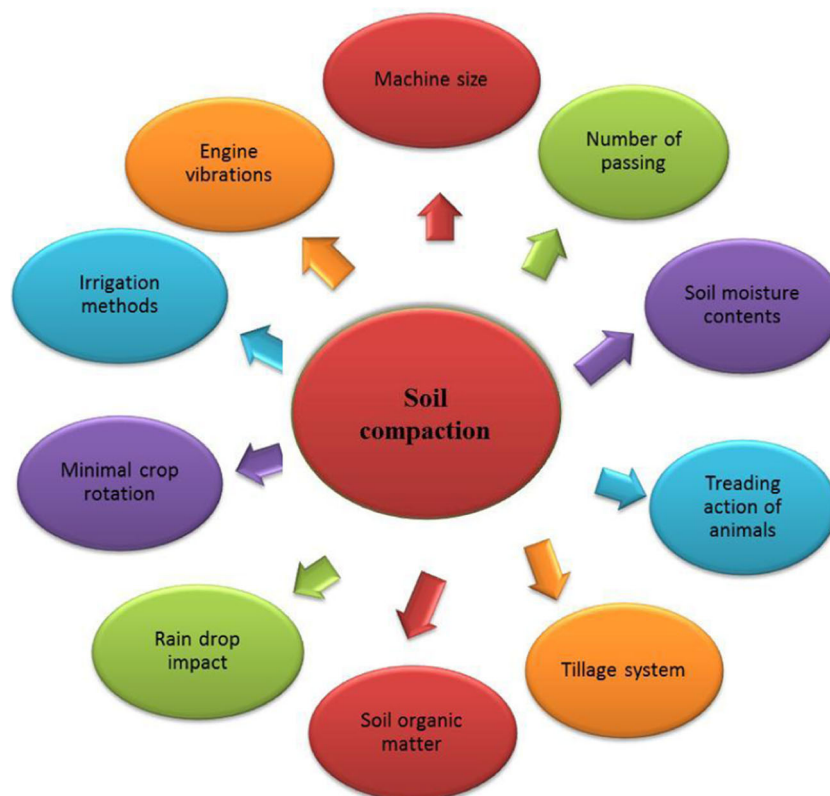 Machine size
Number of
passing
Soil moisture
contents
Treading
action of
animals
Tillage system
Soil organic
matter
Rain drop
impact
Minimal crop
rotation
Irrigation
methods
Engine
vibrations
Soil
compaction